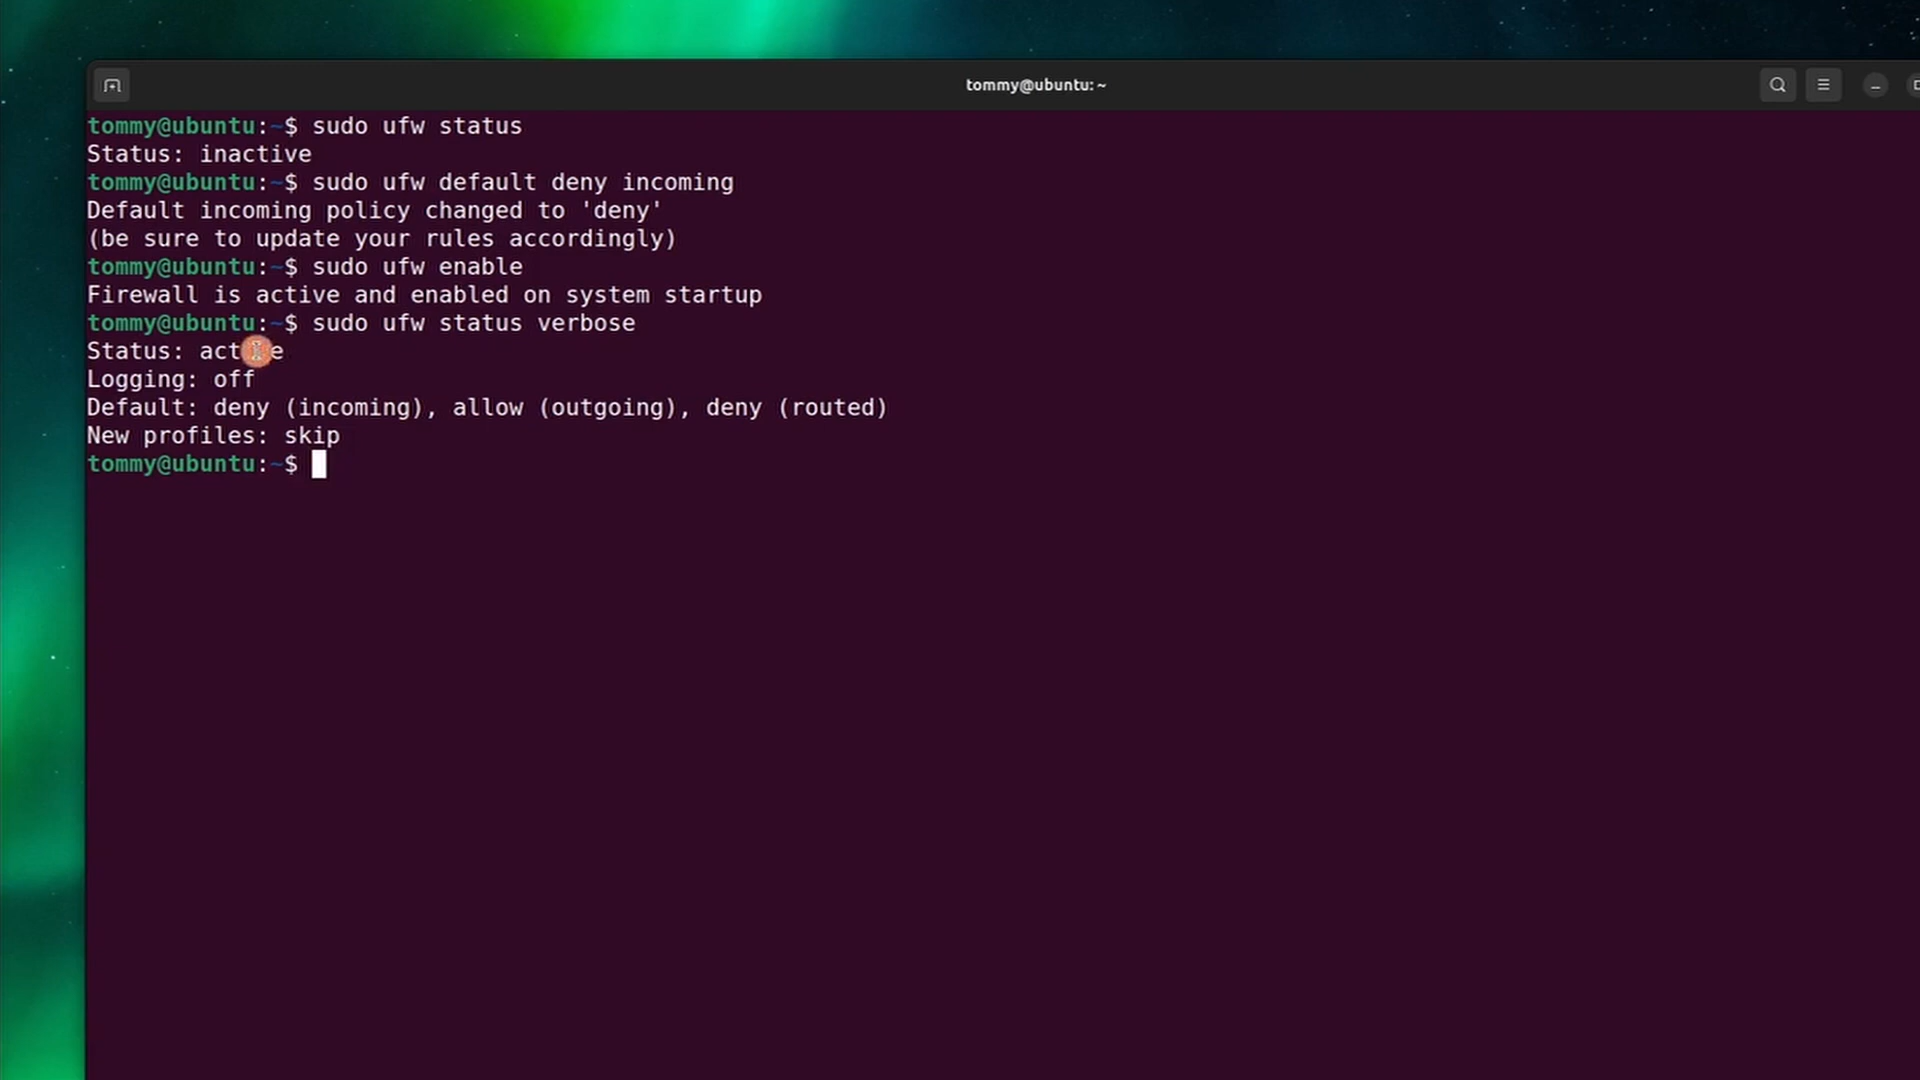 tommy@ubuntu: ~
tommy@ubuntu:~$ sudo ufw status
Status: inactive
tommy@ubuntu:~$ sudo ufw default deny incoming
Default incoming policy changed to 'deny'
(be sure to update your rules accordingly)
tommy@ubuntu:~$ sudo ufw enable
Firewall is active and enabled on system startup
tommy@ubuntu:~$ sudo ufw status verbose
Status: active
Logging: off
Default: deny (incoming), allow (outgoing), deny (routed)
New profiles: skip
tommy@ubuntu:~$